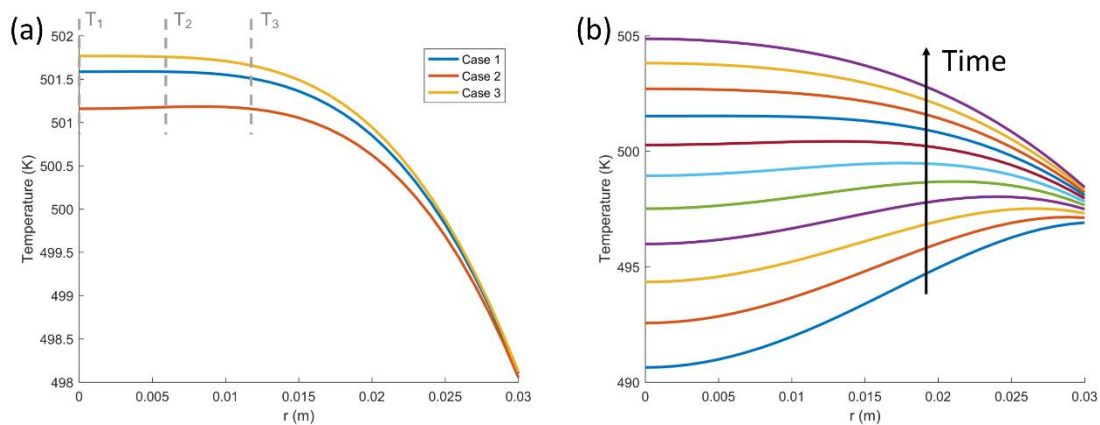 (a)
T1
T2
T3
502
501.5
501
500.5
500
499.5
499
498.5
498
Temperature (K)
Case 1
Case 2
Case 3
0
0.005
0.01
0.015
0.02
0.025
0.03
r (m)
(b)
Time
505
500
495
490
Temperature (K)
0
0.005
0.01
0.015
0.02
0.025
0.03
r (m)